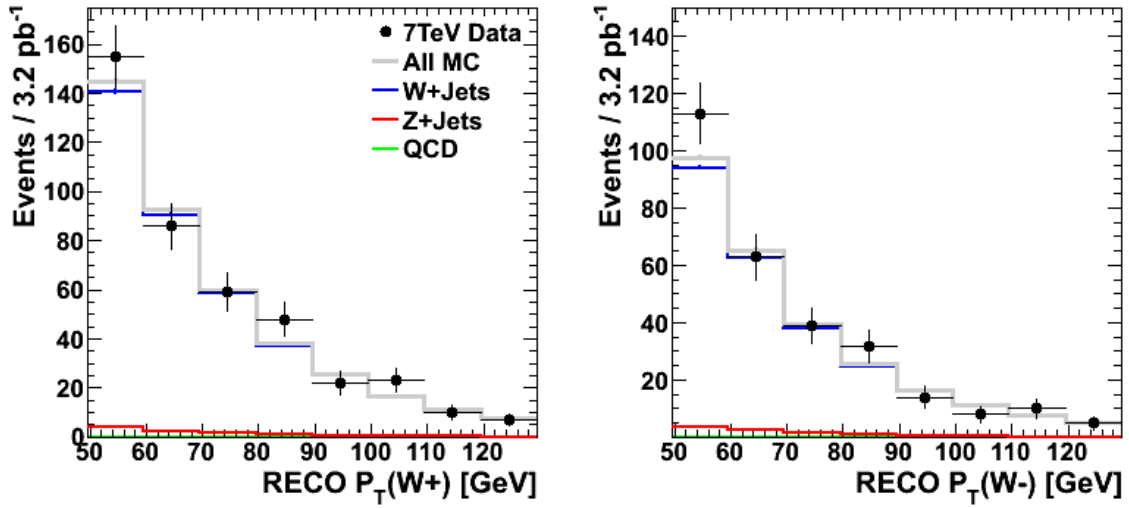 Events / 3.2 pb⁻¹
160
140
120
100
80
60
40
20
0
7TeV Data
All MC
W+Jets
Z+Jets
QCD
50 60 70 80 90 100 110 120
RECO P_T(W+) [GeV]
Events / 3.2 pb⁻¹
140
120
100
80
60
40
20
50 60 70 80 90 100 110 120
RECO P_T(W-) [GeV]